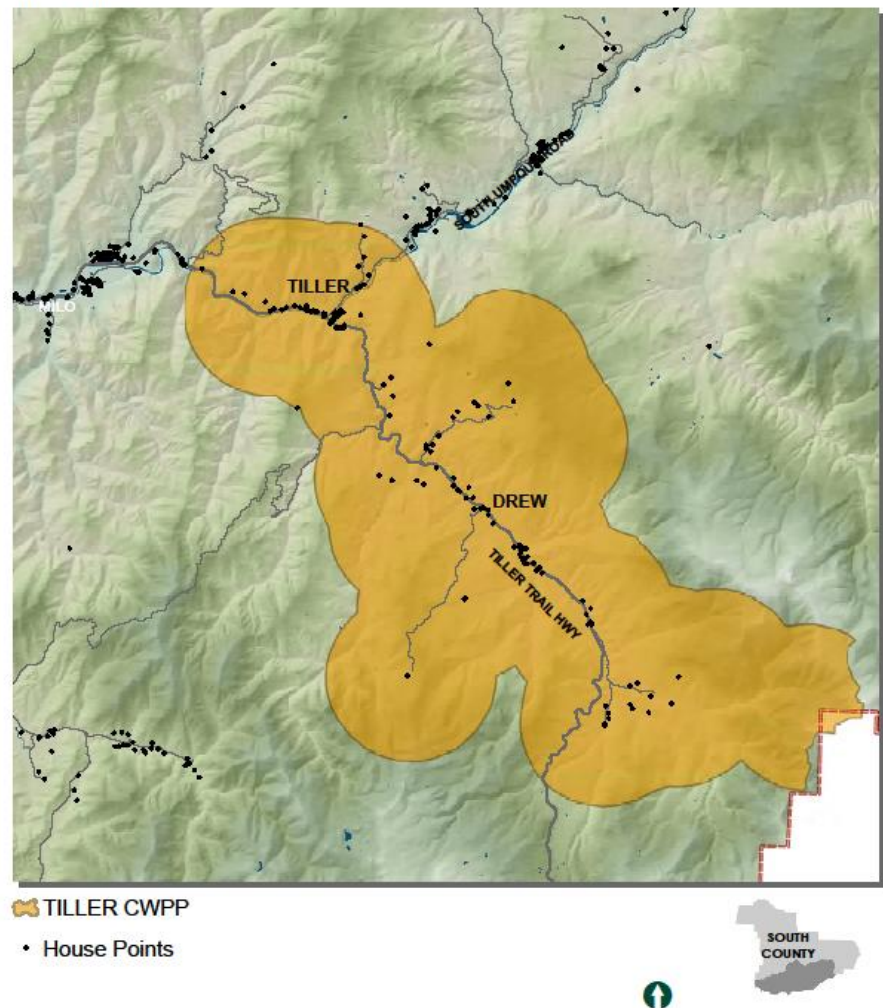 SOUTH UMPQUA ROAD
TILLER
MILO
DREW
TILLER TRAIL HWY
TILLER CWPP
House Points
SOUTH
COUNTY